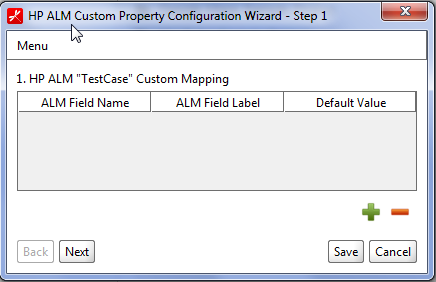 HP ALM Custom Property Configuration Wizard - Step 1
Menu
1. HP ALM "TestCase" Custom Mapping
ALM Field Name ALM Field Label Default Value
Back Next Save Cancel